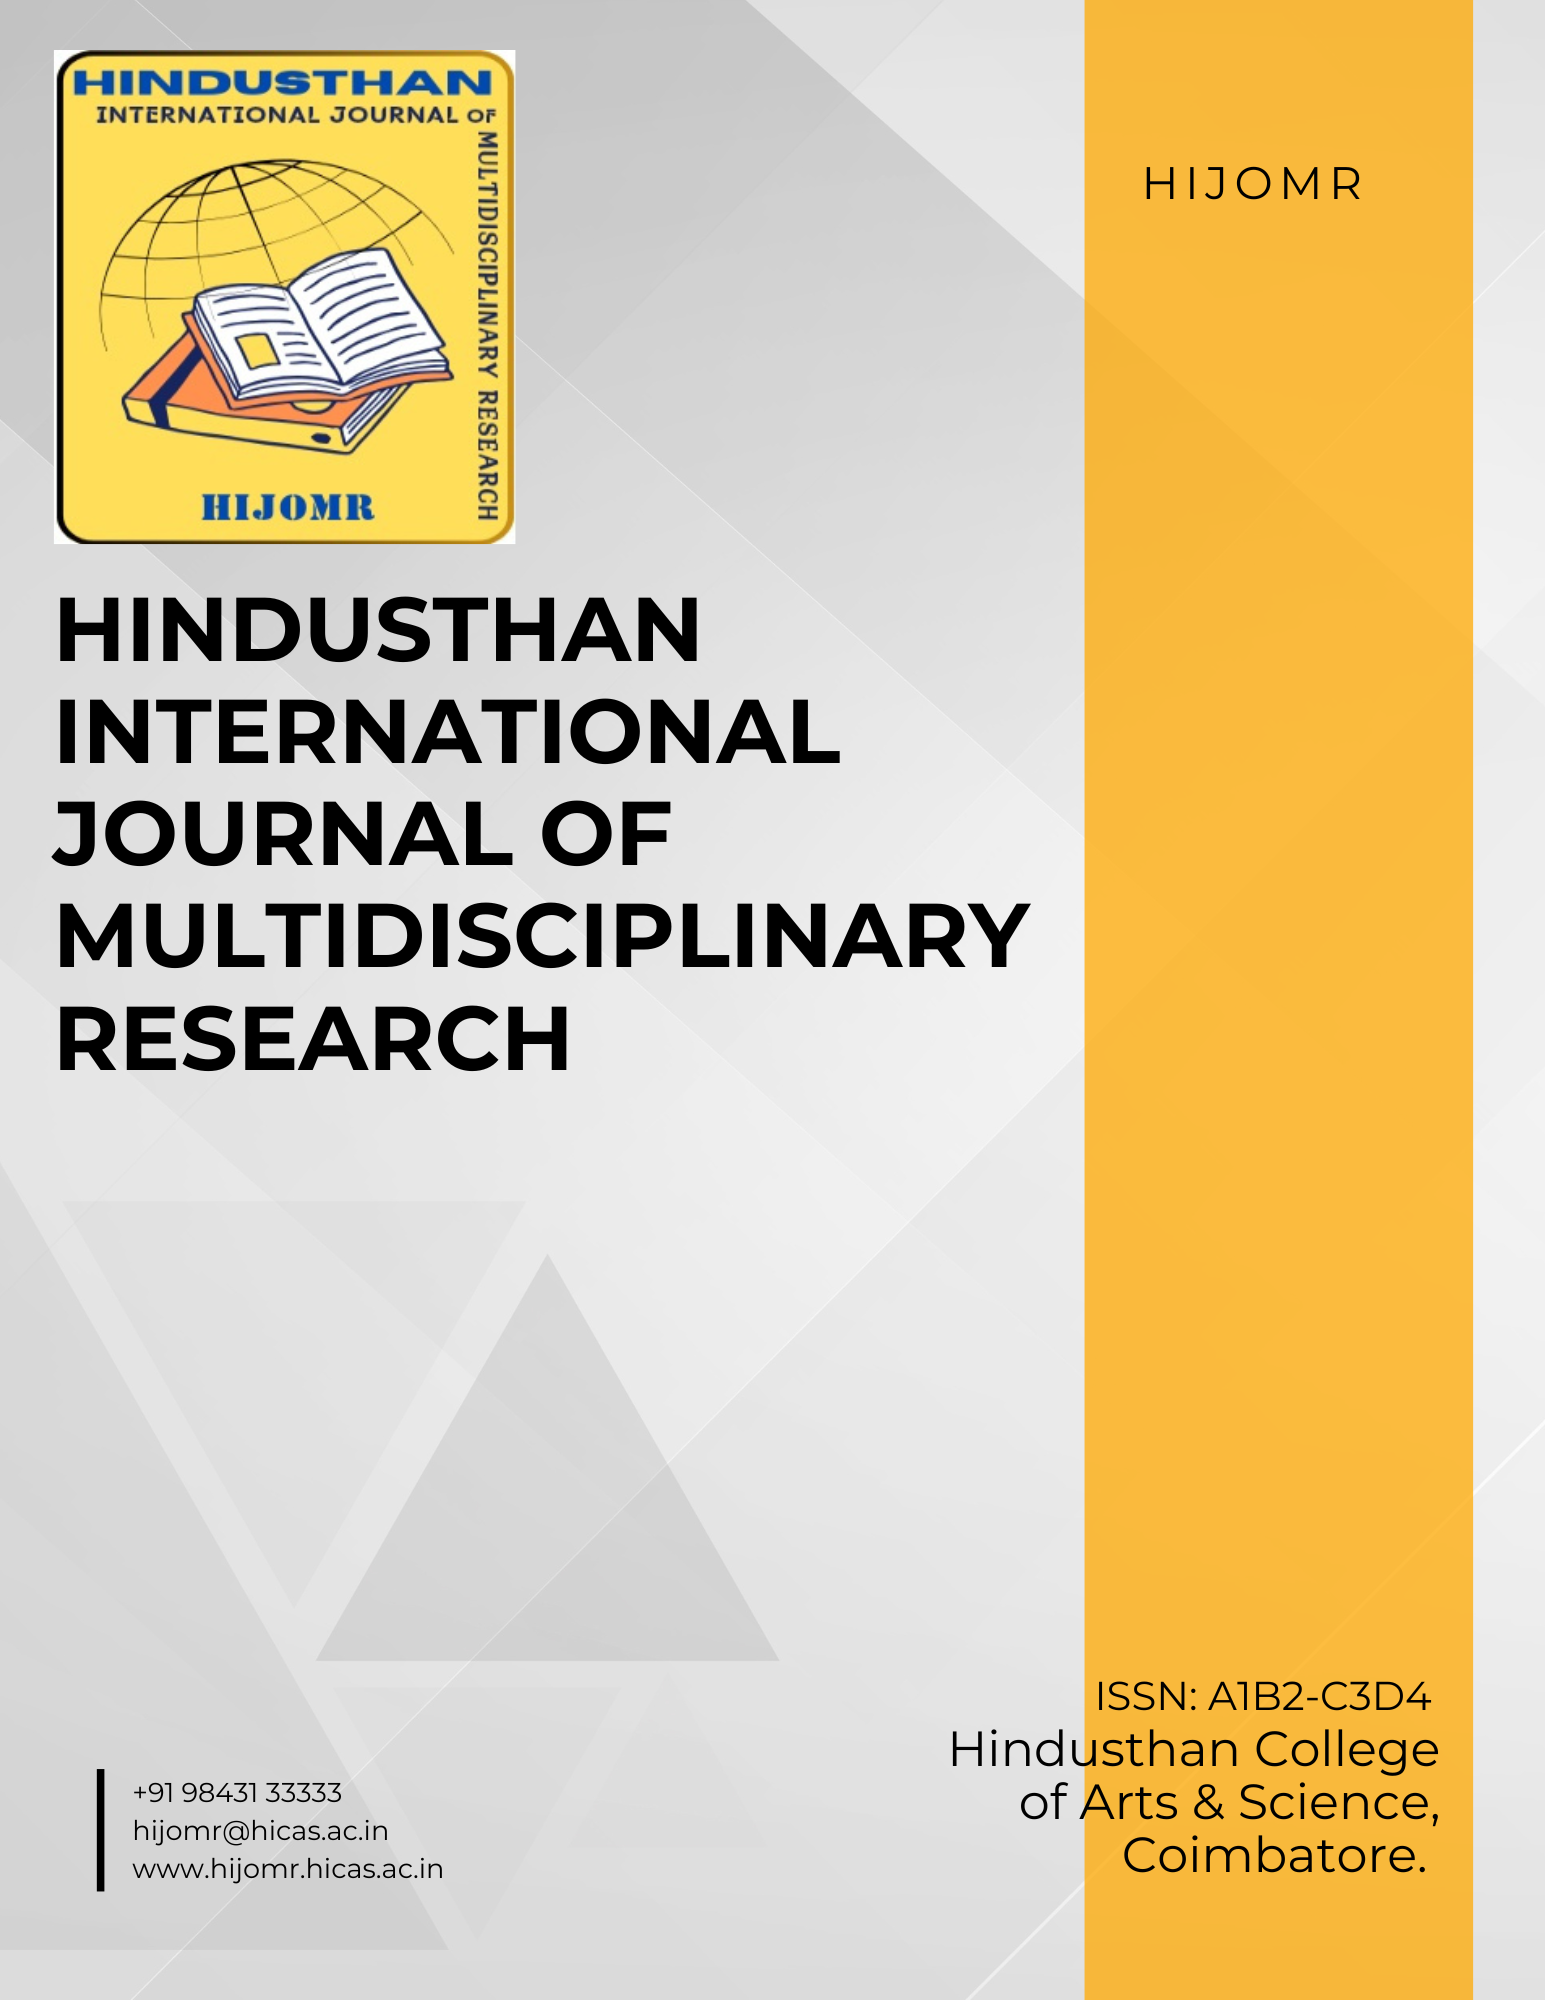 HINDUSTHAN
INTERNATIONAL JOURNAL OF
MULTIDISCIPLINARY RESEARCH
HIJOMR
HIJOMR
HINDUSTHAN
INTERNATIONAL
JOURNAL OF
MULTIDISCIPLINARY
RESEARCH
ISSN: A1B2-C3D4
Hindusthan College
of Arts & Science,
Coimbatore.
+91 98431 33333
hijomr@hicas.ac.in
www.hijomr.hicas.ac.in